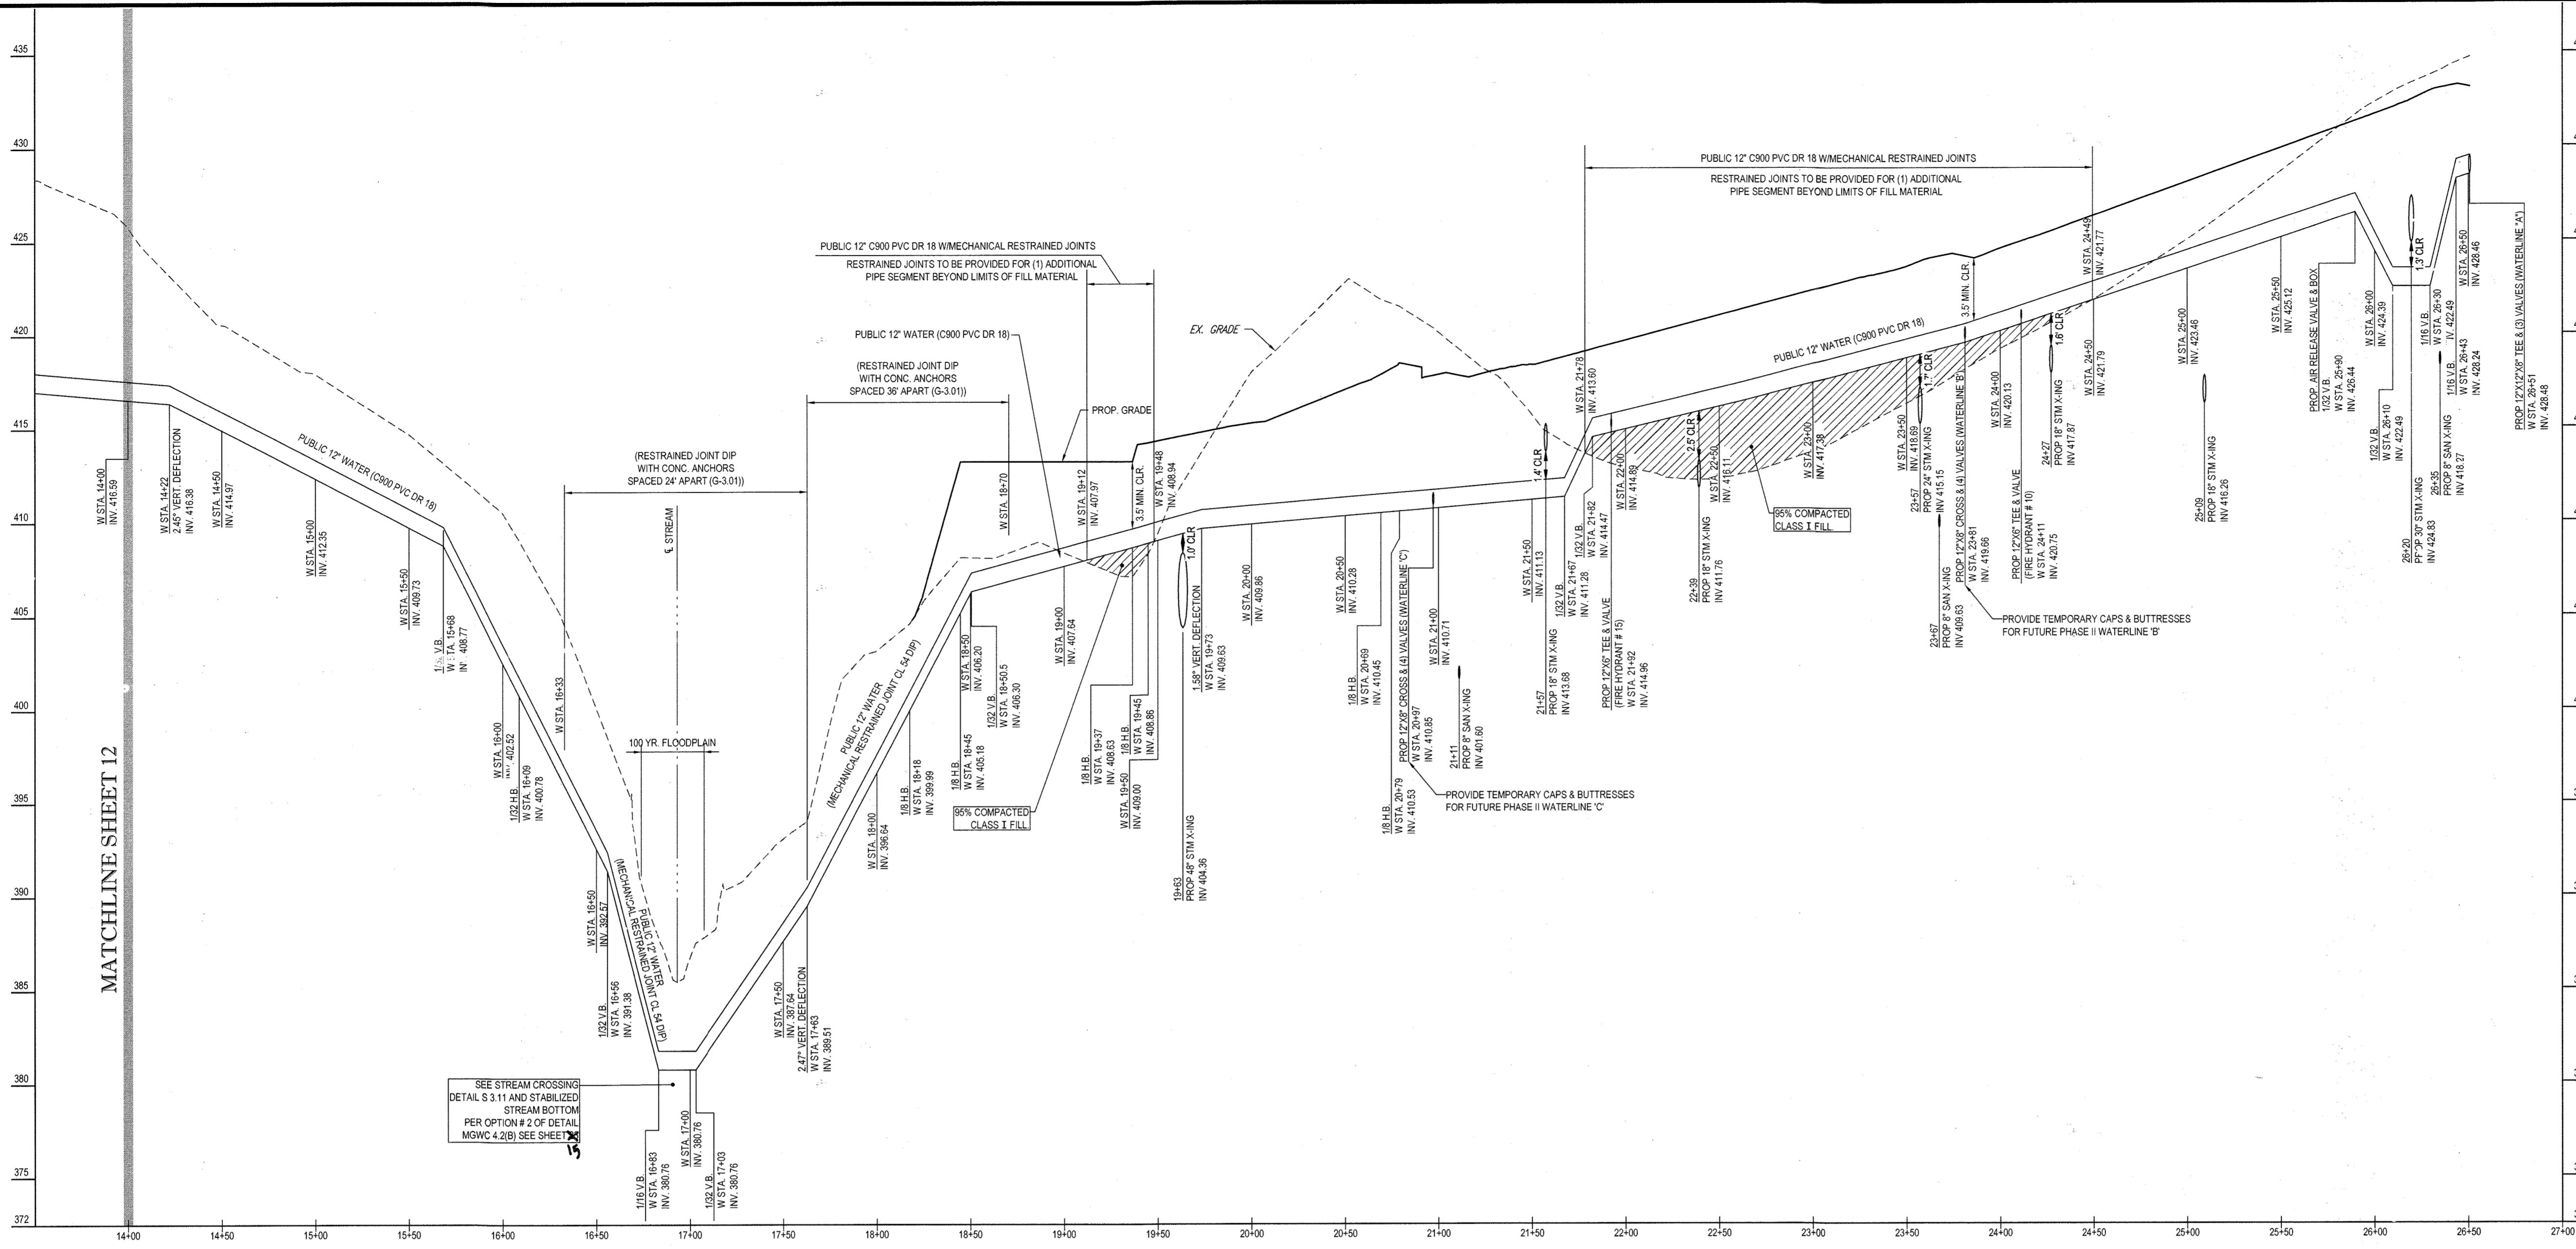 435
430
425
420
415
410
405
400
395
390
385
380
375
372
MATCHLINE SHEET 12
W STA. 14+00
INV. 416.59
W STA. 14+22
2.45° VERT. DEFLECTION
INV. 416.38
W STA. 14+50
INV. 414.97
PUBLIC 12" WATER (C900 PVC DR 18)
W STA. 15+00
INV. 412.35
W STA. 15+50
INV. 409.73
V.B.
W STA. 15+68
408.77
W STA. 16+00
402.52
1/32 H.B.
W STA. 16+09
INV. 400.78
W STA. 16+33
(RESTRAINED JOINT DIP
WITH CONC. ANCHORS
SPACED 24' APART (G-3.01))
℄ STREAM
100 YR. FLOODPLAIN
W STA. 16+50
INV. 392.57
1/32 V.B.
W STA. 16+56
INV. 391.38
PUBLIC 12" WATER
(MECHANICAL RESTRAINED JOINT CL 54 DIP)
SEE STREAM CROSSING
DETAIL S 3.11 AND STABILIZED
STREAM BOTTOM
PER OPTION # 2 OF DETAIL
MGWC 4.2(B) SEE SHEET
15
1/16 V.B.
W STA. 16+83
INV. 380.76
W STA. 17+00
INV. 380.76
1/32 V.B.
W STA. 17+03
INV. 380.76
W STA. 17+50
INV. 387.64
2.47° VERT. DEFLECTION
W STA. 17+63
INV. 389.51
PUBLIC 12" WATER
(MECHANICAL RESTRAINED JOINT CL 54 DIP)
W STA. 18+00
INV. 396.64
1/8 H.B.
W STA. 18+18
INV. 399.99
1/8 H.B.
W STA. 18+45
INV. 405.18
W STA. 18+50
INV. 406.20
1/32 V.B.
W STA. 18+50.5
INV. 406.30
PUBLIC 12" C900 PVC DR 18 W/MECHANICAL RESTRAINED JOINTS
RESTRAINED JOINTS TO BE PROVIDED FOR (1) ADDITIONAL
PIPE SEGMENT BEYOND LIMITS OF FILL MATERIAL
PUBLIC 12" WATER (C900 PVC DR 18)
(RESTRAINED JOINT DIP
WITH CONC. ANCHORS
SPACED 36' APART (G-3.01))
PROP. GRADE
W STA. 18+70
W STA. 19+00
INV. 407.64
W STA. 19+12
INV. 407.97
3.5' MIN. CLR.
W STA. 19+48
INV. 408.94
95% COMPACTED
CLASS I FILL
1/8 H.B.
W STA. 19+37
INV. 408.63
1/8 H.B.
W STA. 19+45
INV. 408.86
W STA. 19+50
INV. 409.00
1.0' CLR
19+63
PROP 48" STM X-ING
INV 404.36
1.58° VERT. DEFLECTION
W STA. 19+73
INV. 409.63
EX. GRADE
W STA. 20+00
INV. 409.86
W STA. 20+50
INV. 410.28
1/8 H.B.
W STA. 20+69
INV. 410.45
1/8 H.B.
W STA. 20+79
INV. 410.53
PROP 12"X8" CROSS & (4) VALVES (WATERLINE "C")
W STA. 20+97
INV. 410.85
PROVIDE TEMPORARY CAPS & BUTTRESSES
FOR FUTURE PHASE II WATERLINE 'C'
W STA. 21+00
INV. 410.71
21+11
PROP 8" SAN X-ING
INV 401.60
W STA. 21+50
INV. 411.13
1.4' CLR
21+57
PROP 18" STM X-ING
INV 413.68
1/32 V.B.
W STA. 21+67
INV. 411.28
W STA. 21+78
INV. 413.60
1/32 V.B.
W STA. 21+82
INV. 414.47
PROP 12"X6" TEE & VALVE
(FIRE HYDRANT # 15)
W STA. 21+92
INV. 414.96
W STA. 22+00
INV. 414.89
PUBLIC 12" C900 PVC DR 18 W/MECHANICAL RESTRAINED JOINTS
RESTRAINED JOINTS TO BE PROVIDED FOR (1) ADDITIONAL
PIPE SEGMENT BEYOND LIMITS OF FILL MATERIAL
2.5' CLR
22+39
PROP 18" STM X-ING
INV 411.76
W STA. 22+50
INV. 416.11
95% COMPACTED
CLASS I FILL
PUBLIC 12" WATER (C900 PVC DR 18)
W STA. 23+00
INV. 417.38
W STA. 23+50
INV. 418.69
1.7' CLR
23+57
PROP 24" STM X-ING
INV 415.15
23+67
PROP 8" SAN X-ING
INV 409.63
3.5' MIN. CLR.
PROP 12"X8" CROSS & (4) VALVES (WATERLINE 'B')
W STA. 23+81
INV. 419.66
PROVIDE TEMPORARY CAPS & BUTTRESSES
FOR FUTURE PHASE II WATERLINE 'B'
W STA. 24+00
INV. 420.13
PROP 12"X6" TEE & VALVE
(FIRE HYDRANT # 10)
W STA. 24+11
INV. 420.75
1.6' CLR
24+27
PROP 18" STM X-ING
INV 417.87
W STA. 24+49
INV. 421.77
W STA. 24+50
INV. 421.79
W STA. 25+00
INV. 423.46
25+09
PROP 18" STM X-ING
INV 416.26
W STA. 25+50
INV. 425.12
PROP. AIR RELEASE VALVE & BOX
1/32 V.B.
W STA. 25+90
INV. 426.44
W STA. 26+00
INV. 424.39
1/32 V.B.
W STA. 26+10
INV. 422.49
1.3' CLR
26+20
PROP 30" STM X-ING
INV 424.83
1/16 V.B.
W STA. 26+30
INV. 422.49
26+35
PROP 8" SAN X-ING
INV 418.27
1/16 V.B.
W STA. 26+43
INV. 428.24
W STA. 26+50
INV. 428.46
PROP 12"X12"X8" TEE & (3) VALVES (WATERLINE "A")
W STA. 26+51
INV. 428.48
14+00
14+50
15+00
15+50
16+00
16+50
17+00
17+50
18+00
18+50
19+00
19+50
20+00
20+50
21+00
21+50
22+00
22+50
23+00
23+50
24+00
24+50
25+00
25+50
26+00
26+50
27+00